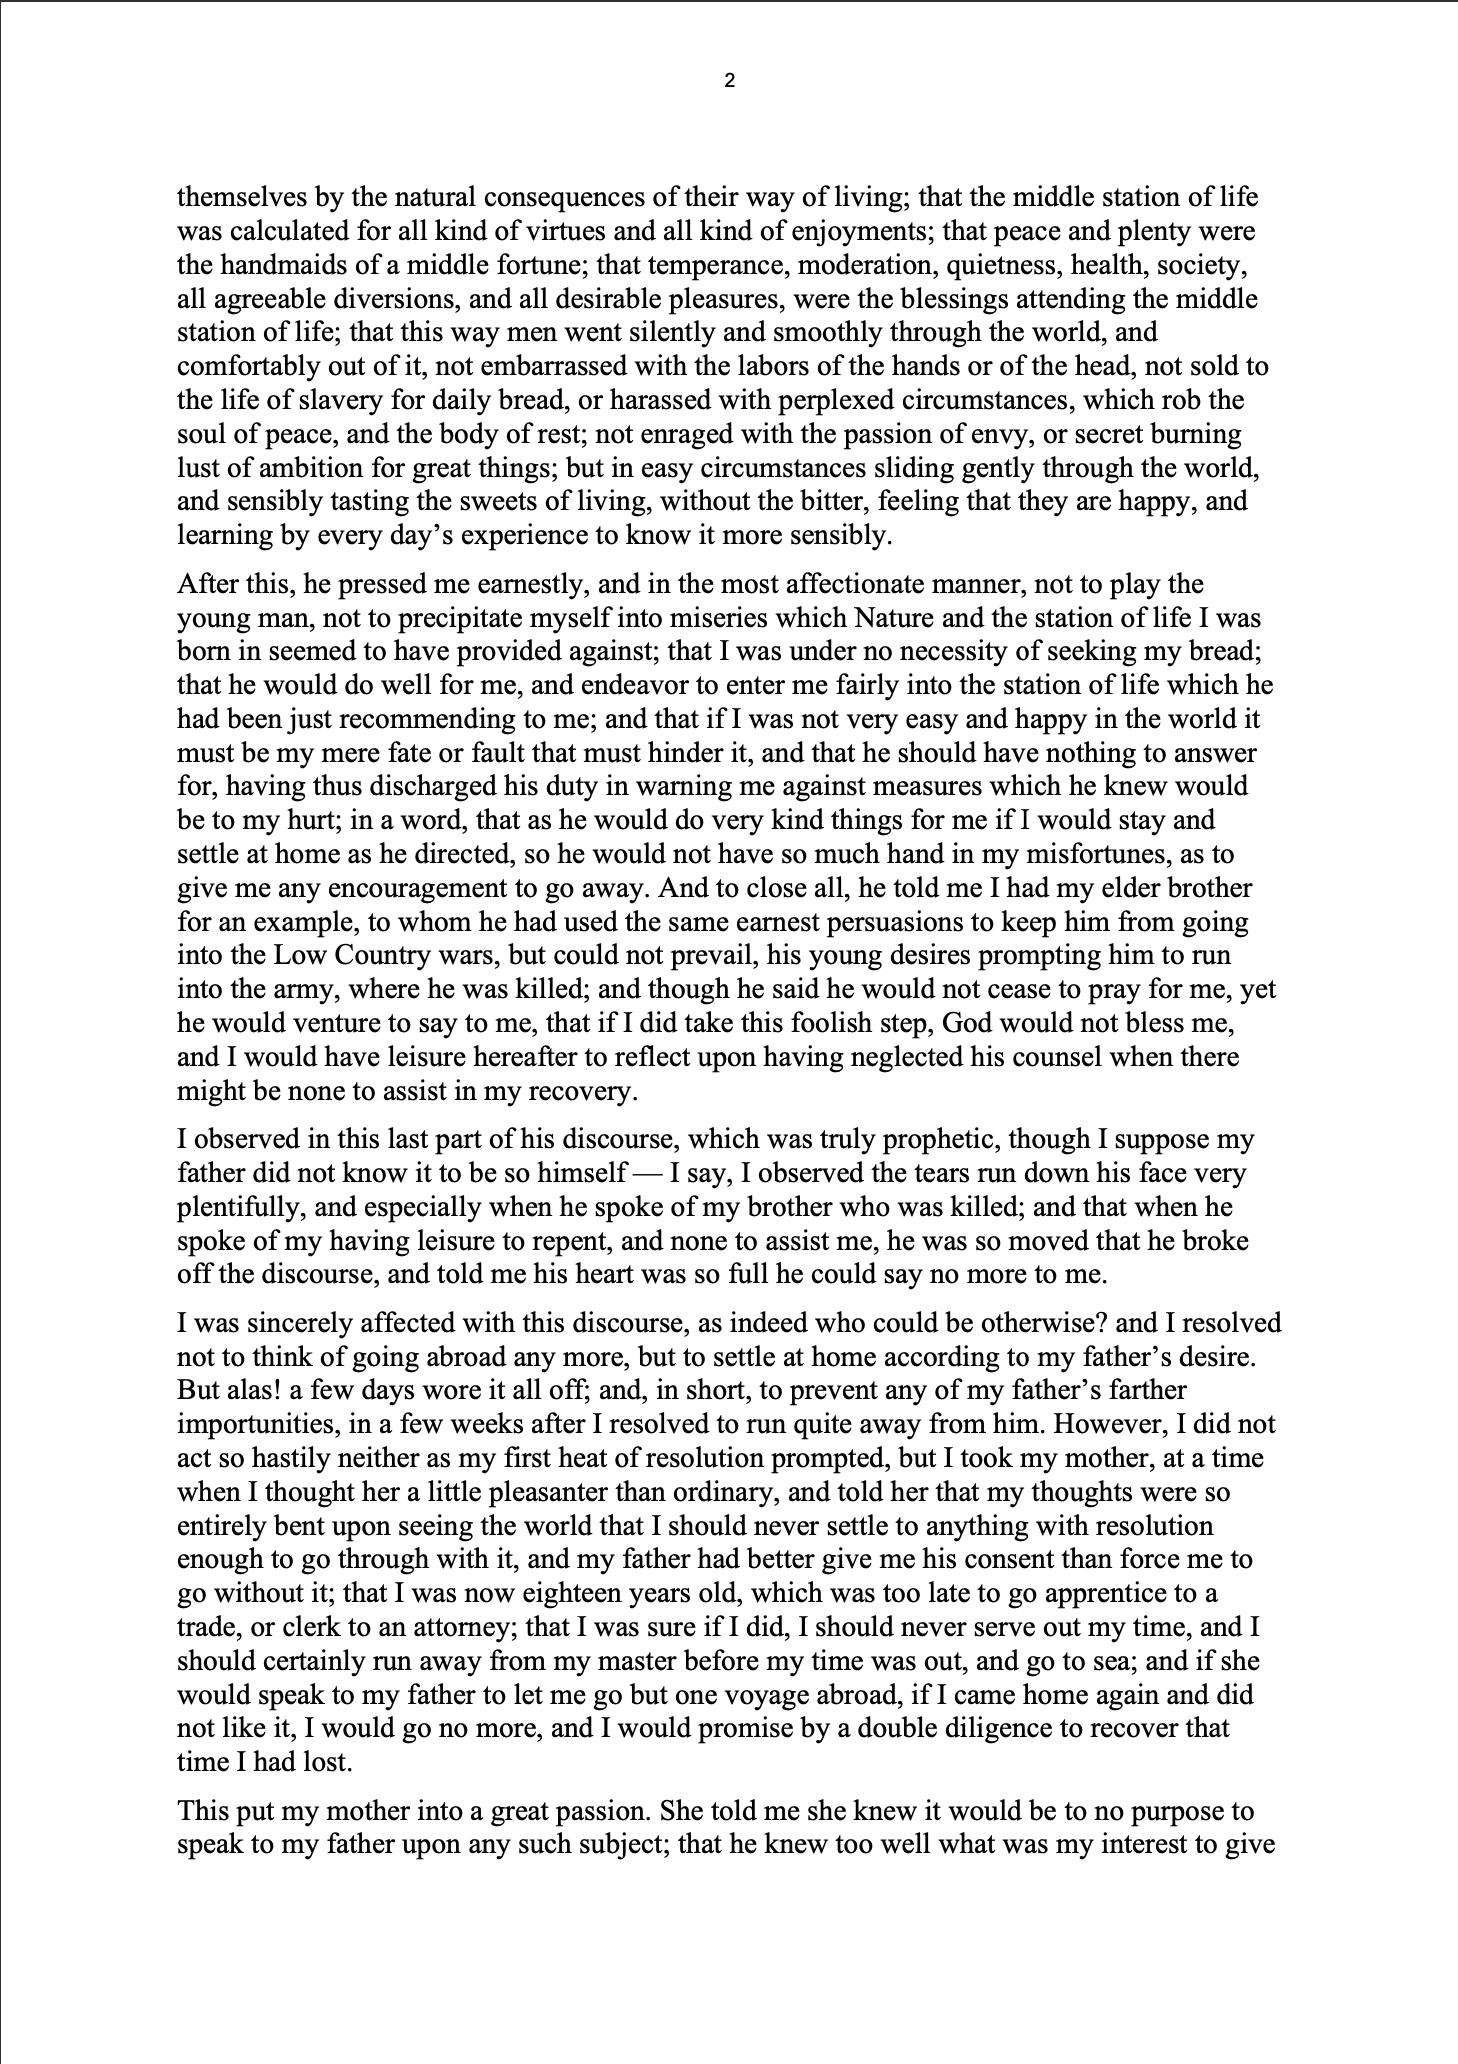 2
themselves by the natural consequences of their way of living; that the middle station of life
was calculated for all kind of virtues and all kind of enjoyments; that peace and plenty were
the handmaids of a middle fortune; that temperance, moderation, quietness, health, society,
all agreeable diversions, and all desirable pleasures, were the blessings attending the middle
station of life; that this way men went silently and smoothly through the world, and
comfortably out of it, not embarrassed with the labors of the hands or of the head, not sold to
the life of slavery for daily bread, or harassed with perplexed circumstances, which rob the
soul of peace, and the body of rest; not enraged with the passion of envy, or secret burning
lust of ambition for great things; but in easy circumstances sliding gently through the world,
and sensibly tasting the sweets of living, without the bitter, feeling that they are happy, and
learning by every day’s experience to know it more sensibly.
After this, he pressed me earnestly, and in the most affectionate manner, not to play the
young man, not to precipitate myself into miseries which Nature and the station of life I was
born in seemed to have provided against; that I was under no necessity of seeking my bread;
that he would do well for me, and endeavor to enter me fairly into the station of life which he
had been just recommending to me; and that if I was not very easy and happy in the world it
must be my mere fate or fault that must hinder it, and that he should have nothing to answer
for, having thus discharged his duty in warning me against measures which he knew would
be to my hurt; in a word, that as he would do very kind things for me if I would stay and
settle at home as he directed, so he would not have so much hand in my misfortunes, as to
give me any encouragement to go away. And to close all, he told me I had my elder brother
for an example, to whom he had used the same earnest persuasions to keep him from going
into the Low Country wars, but could not prevail, his young desires prompting him to run
into the army, where he was killed; and though he said he would not cease to pray for me, yet
he would venture to say to me, that if I did take this foolish step, God would not bless me,
and I would have leisure hereafter to reflect upon having neglected his counsel when there
might be none to assist in my recovery.
I observed in this last part of his discourse, which was truly prophetic, though I suppose my
father did not know it to be so himself — I say, I observed the tears run down his face very
plentifully, and especially when he spoke of my brother who was killed; and that when he
spoke of my having leisure to repent, and none to assist me, he was so moved that he broke
off the discourse, and told me his heart was so full he could say no more to me.
I was sincerely affected with this discourse, as indeed who could be otherwise? and I resolved
not to think of going abroad any more, but to settle at home according to my father’s desire.
But alas! a few days wore it all off; and, in short, to prevent any of my father’s farther
importunities, in a few weeks after I resolved to run quite away from him. However, I did not
act so hastily neither as my first heat of resolution prompted, but I took my mother, at a time
when I thought her a little pleasanter than ordinary, and told her that my thoughts were so
entirely bent upon seeing the world that I should never settle to anything with resolution
enough to go through with it, and my father had better give me his consent than force me to
go without it; that I was now eighteen years old, which was too late to go apprentice to a
trade, or clerk to an attorney; that I was sure if I did, I should never serve out my time, and I
should certainly run away from my master before my time was out, and go to sea; and if she
would speak to my father to let me go but one voyage abroad, if I came home again and did
not like it, I would go no more, and I would promise by a double diligence to recover that
time I had lost.
This put my mother into a great passion. She told me she knew it would be to no purpose to
speak to my father upon any such subject; that he knew too well what was my interest to give